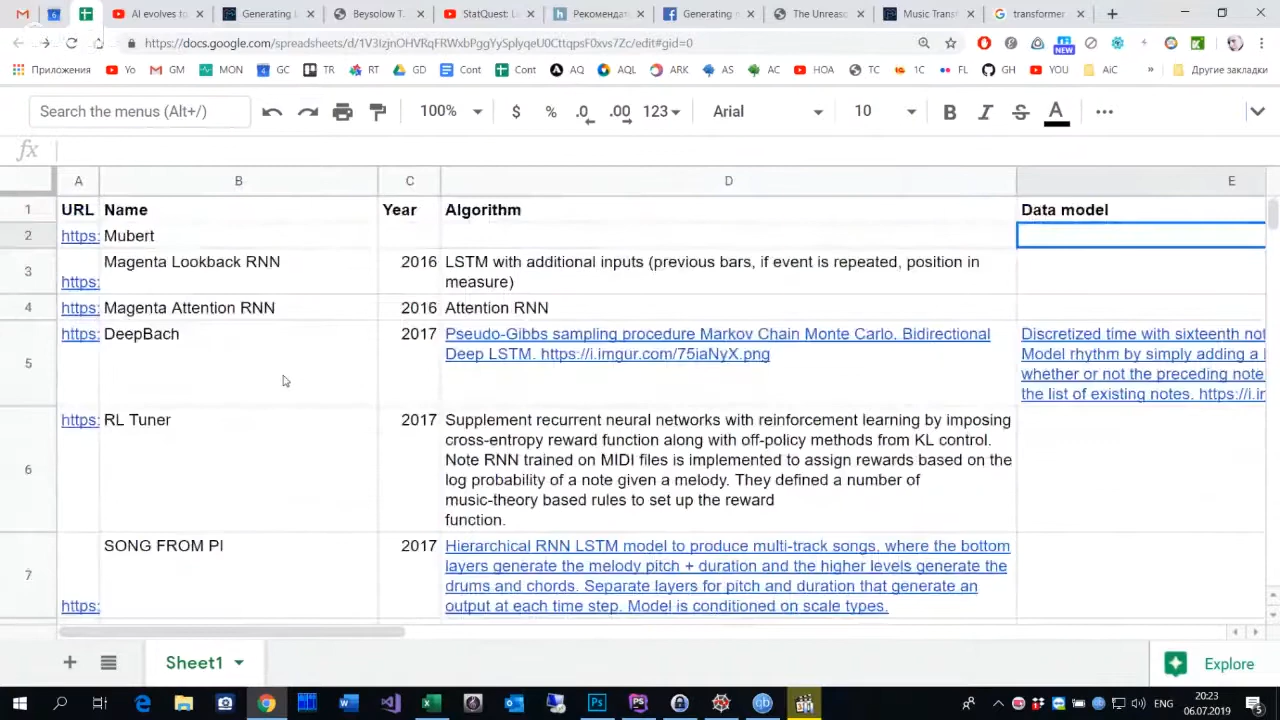 AI evolves to
Generating L
Beysolow T.
StatQuest:
Рекоменда
Generating
The Unreaso
Music Transf
transformer
https://docs.google.com/spreadsheets/d/1V3IzjnOHVRqFRWxbPggYySplyqeU0CttqpsF0xvs7Zc/edit#gid=0
NEW
Приложения
Yo
GM
MON
GC
TR
RT
GD
Cont
Cont
AQ
AQL
ARK
AS
AC
HOA
TC
1C
FL
GH
YOU
AiC
»
Другие закладки
Search the menus (Alt+/)
100%
$
%
.0
.00
123
Arial
10
B
I
S
A
fx
A B C D E
1 URL Name Year Algorithm Data model
2 https: Mubert
3 https: Magenta Lookback RNN 2016 LSTM with additional inputs (previous bars, if event is repeated, position in
measure)
4 https: Magenta Attention RNN 2016 Attention RNN
5 https: DeepBach 2017 Pseudo-Gibbs sampling procedure Markov Chain Monte Carlo. Bidirectional
Deep LSTM. https://i.imgur.com/75iaNyX.png
Discretized time with sixteenth not
Model rhythm by simply adding a
whether or not the preceding note
the list of existing notes. https://i.i
6 https: RL Tuner 2017 Supplement recurrent neural networks with reinforcement learning by imposing
cross-entropy reward function along with off-policy methods from KL control.
Note RNN trained on MIDI files is implemented to assign rewards based on the
log probability of a note given a melody. They defined a number of
music-theory based rules to set up the reward
function.
7 https: SONG FROM PI 2017 Hierarchical RNN LSTM model to produce multi-track songs, where the bottom
layers generate the melody pitch + duration and the higher levels generate the
drums and chords. Separate layers for pitch and duration that generate an
output at each time step. Model is conditioned on scale types.
Sheet1
Explore
ENG
20:23
06.07.2019